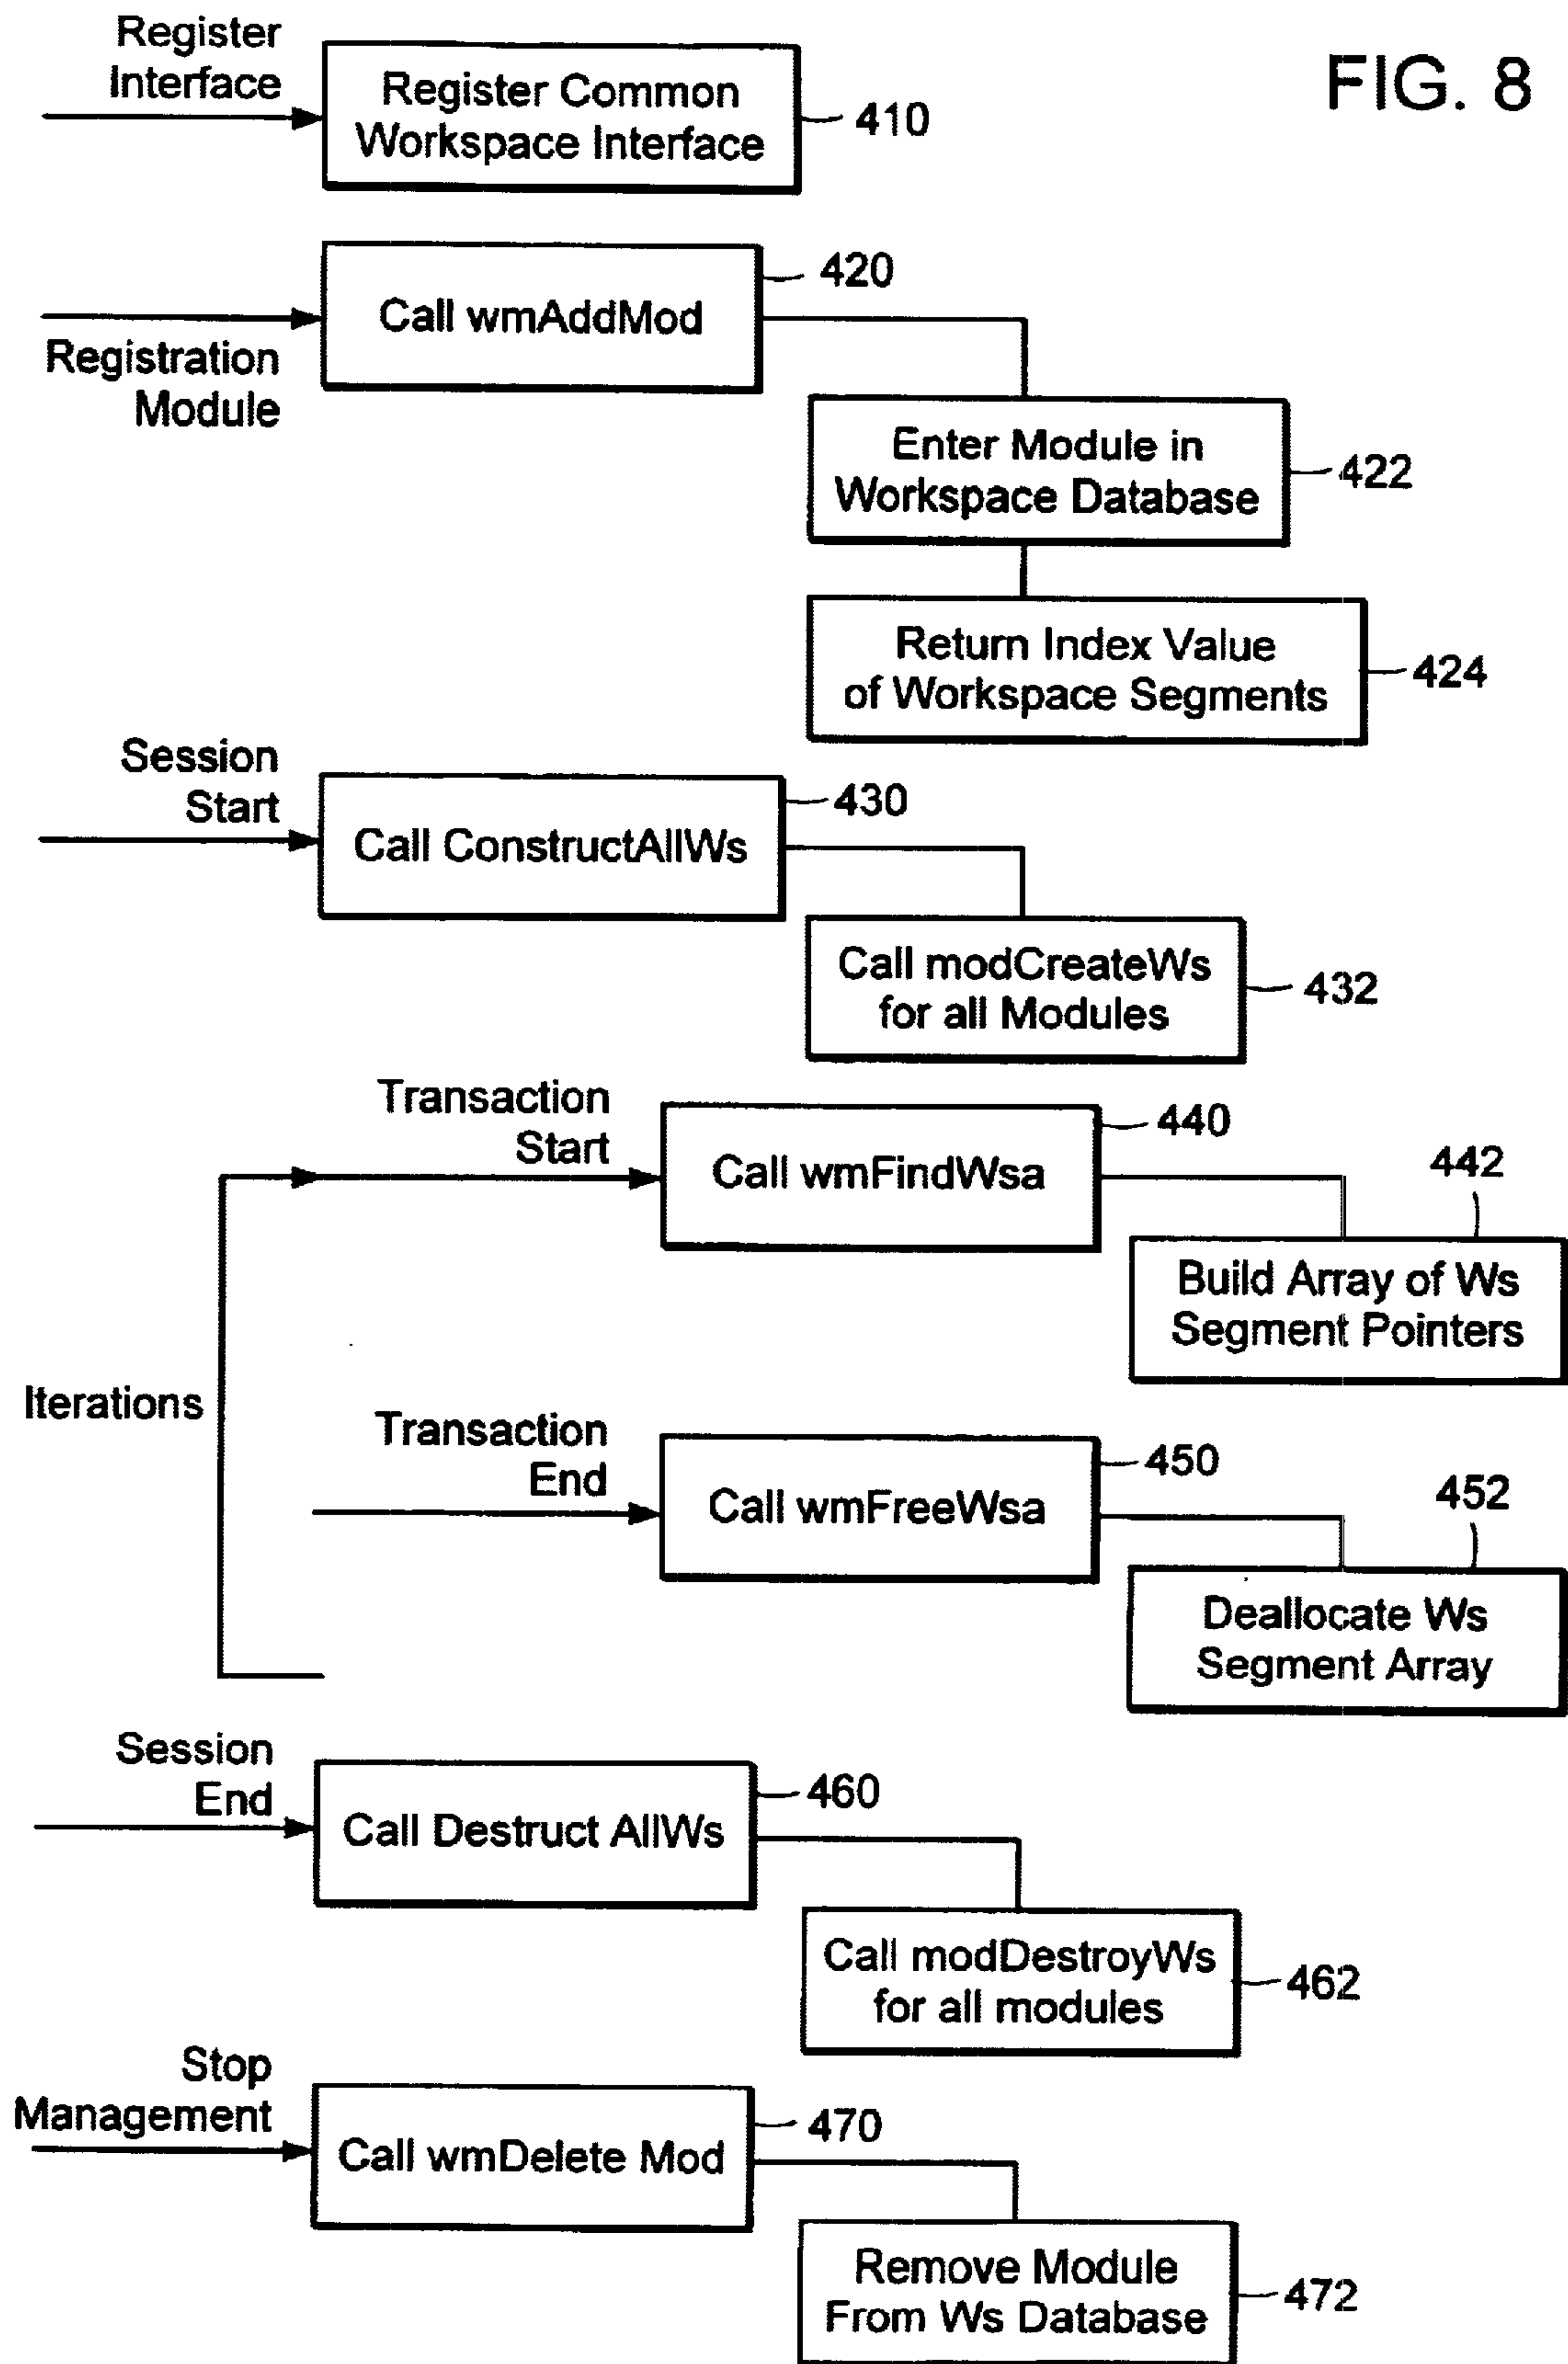 FIG. 8
Register
Interface
Register Common
Workspace Interface
410
Registration
Module
Call wmAddMod
420
Enter Module in
Workspace Database
422
Return Index Value
of Workspace Segments
424
Session
Start
Call ConstructAllWs
430
Call modCreateWs
for all Modules
432
Iterations
Transaction
Start
Call wmFindWsa
440
442
Build Array of Ws
Segment Pointers
Transaction
End
Call wmFreeWsa
450
452
Deallocate Ws
Segment Array
Session
End
Call Destruct AllWs
460
Call modDestroyWs
for all modules
462
Stop
Management
Call wmDelete Mod
470
Remove Module
From Ws Database
472